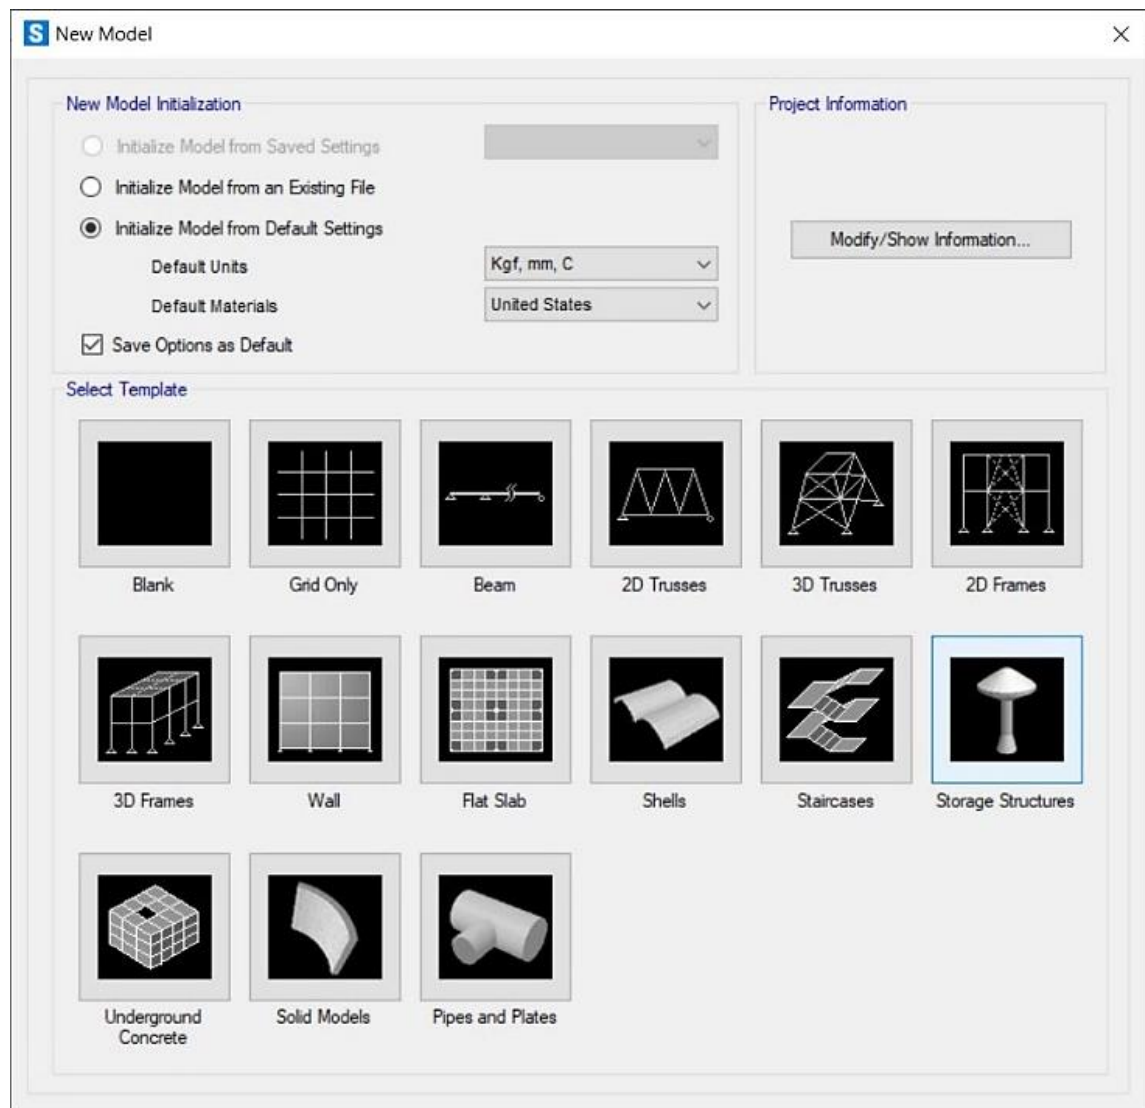 S New Model
New Model Initialization
Initialize Model from Saved Settings
Initialize Model from an Existing File
Initialize Model from Default Settings
Default Units
Kgf, mm, C
Default Materials
United States
Save Options as Default
Project Information
Modify/Show Information...
Select Template
Blank
Grid Only
Beam
2D Trusses
3D Trusses
2D Frames
3D Frames
Wall
Flat Slab
Shells
Staircases
Storage Structures
Underground
Concrete
Solid Models
Pipes and Plates